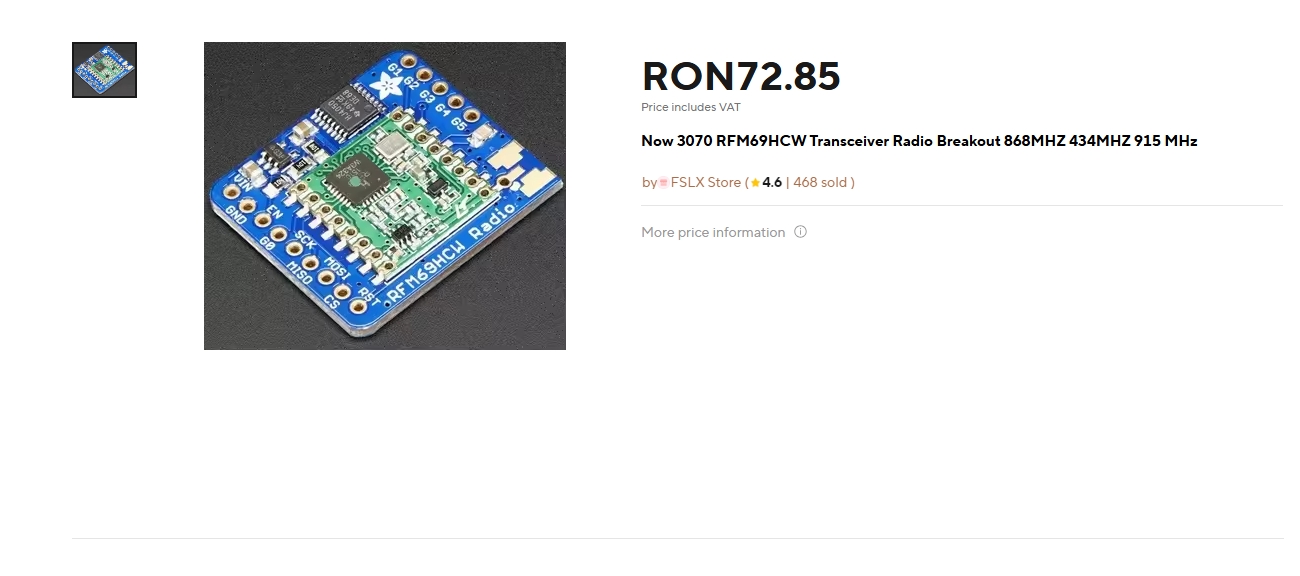 G1 G2 G3 G4 G5
VIN
GND
EN
G0
SCK
MISO
MOSI
CS
RST
RFM69HCW Radio
RON72.85
Price includes VAT
Now 3070 RFM69HCW Transceiver Radio Breakout 868MHZ 434MHZ 915 MHz
by FSLX Store ( 4.6 | 468 sold )
More price information